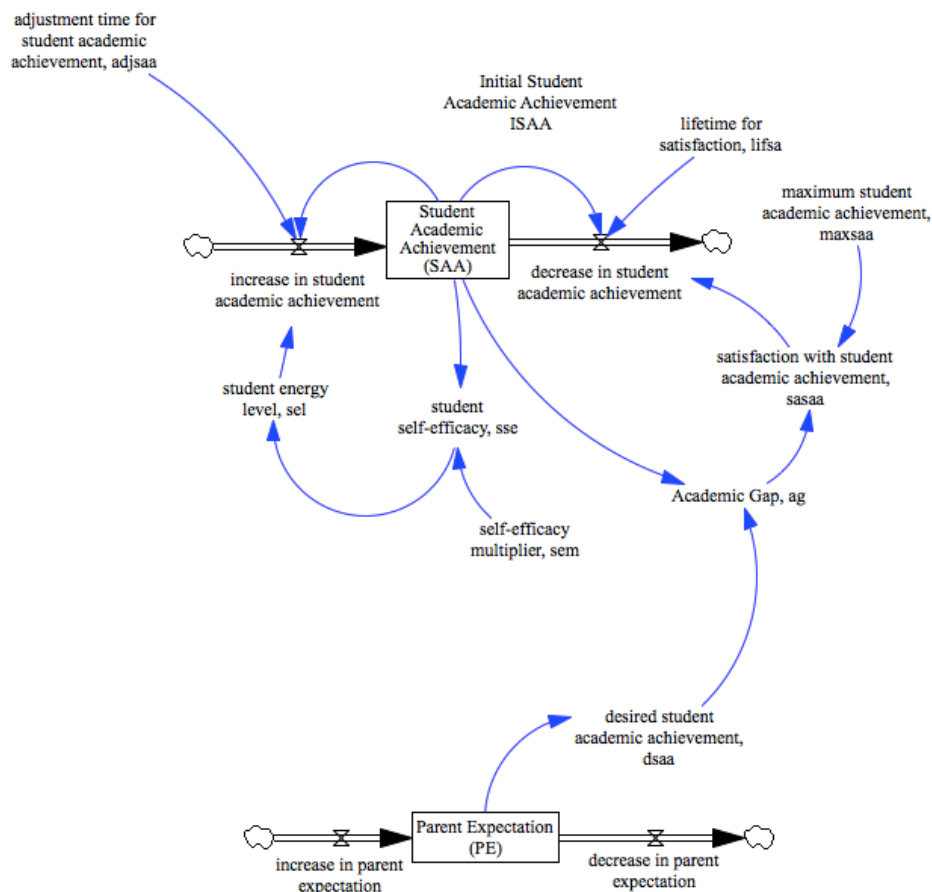 adjustment time for
student academic
achievement, adjsaa
Initial Student
Academic Achievement
ISAA
lifetime for
satisfaction, lifsa
maximum student
academic achievement,
maxsaa
Student
Academic
Achievement
(SAA)
increase in student
academic achievement
decrease in student
academic achievement
satisfaction with student
academic achievement,
sasaa
student energy
level, sel
student
self-efficacy, sse
Academic Gap, ag
self-efficacy
multiplier, sem
desired student
academic achievement,
dsaa
Parent Expectation
(PE)
increase in parent
expectation
decrease in parent
expectation